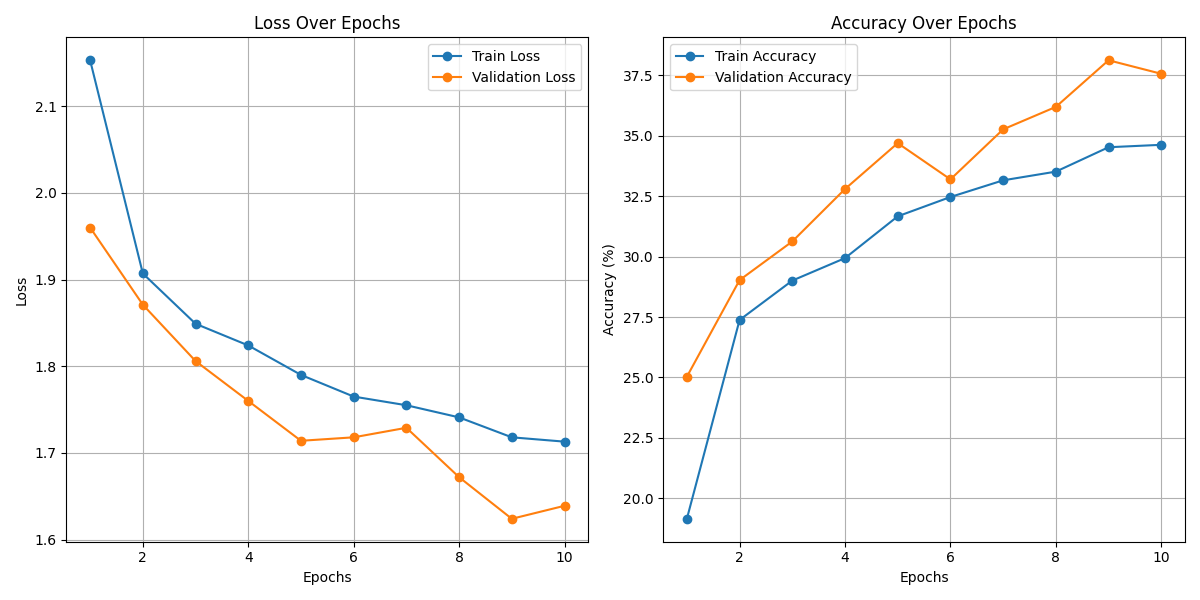 Loss Over Epochs
Train Loss
Validation Loss
2.1
2.0
1.9
1.8
1.7
1.6
Loss
2 4 6 8 10
Epochs
Accuracy Over Epochs
Train Accuracy
Validation Accuracy
37.5
35.0
32.5
30.0
27.5
25.0
22.5
20.0
Accuracy (%)
2 4 6 8 10
Epochs